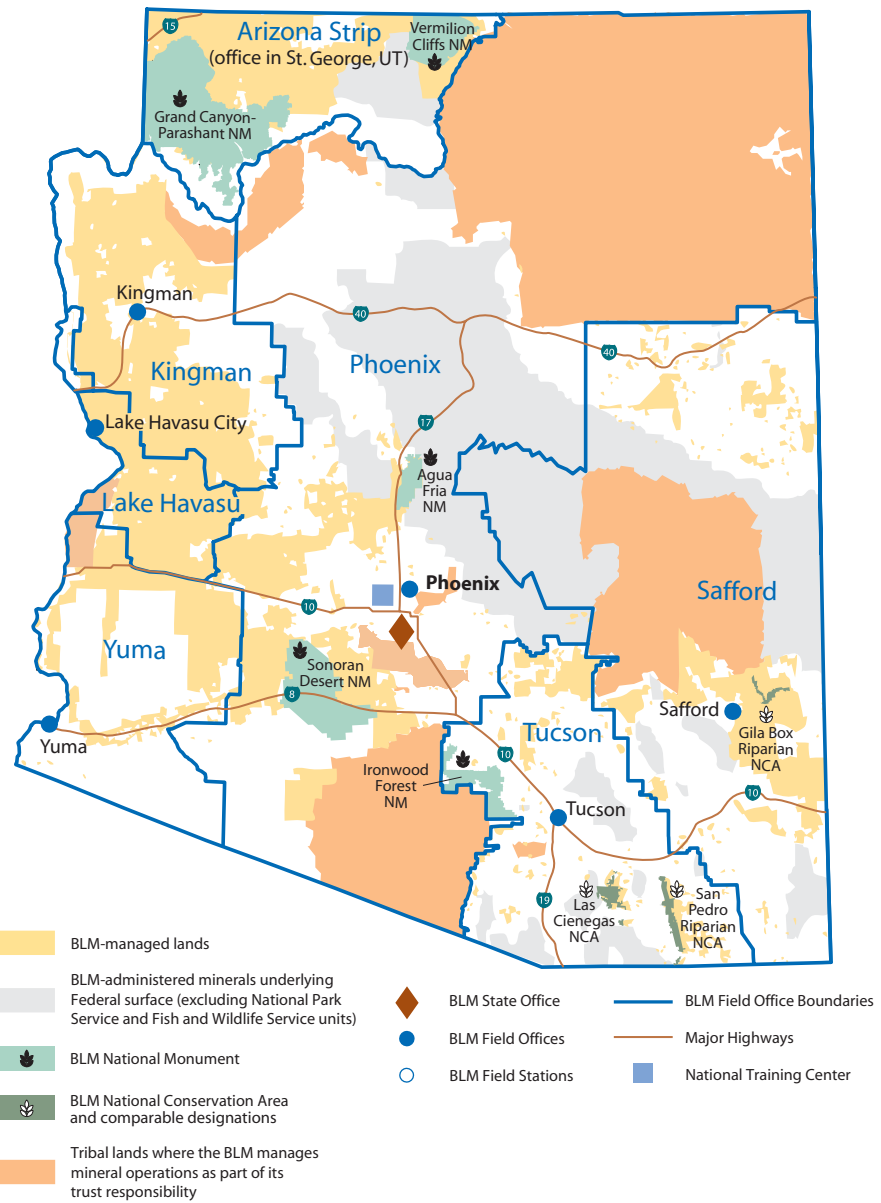 15
Arizona Strip
(office in St. George, UT)
Vermilion
Cliffs NM
Grand Canyon-
Parashant NM
Kingman
40
Kingman
Phoenix
40
Lake Havasu City
17
Agua
Fria
NM
Lake Havasu
Phoenix
Safford
10
Yuma
Sonoran
Desert NM
8
Yuma
Safford
Gila Box
Riparian
NCA
Tucson
10
Ironwood
Forest
NM
10
Tucson
19
Las
Cienegas
NCA
San
Pedro
Riparian
NCA
BLM-managed lands
BLM-administered minerals underlying
Federal surface (excluding National Park
Service and Fish and Wildlife Service units)
BLM National Monument
BLM National Conservation Area
and comparable designations
Tribal lands where the BLM manages
mineral operations as part of its
trust responsibility
BLM State Office
BLM Field Offices
BLM Field Stations
BLM Field Office Boundaries
Major Highways
National Training Center